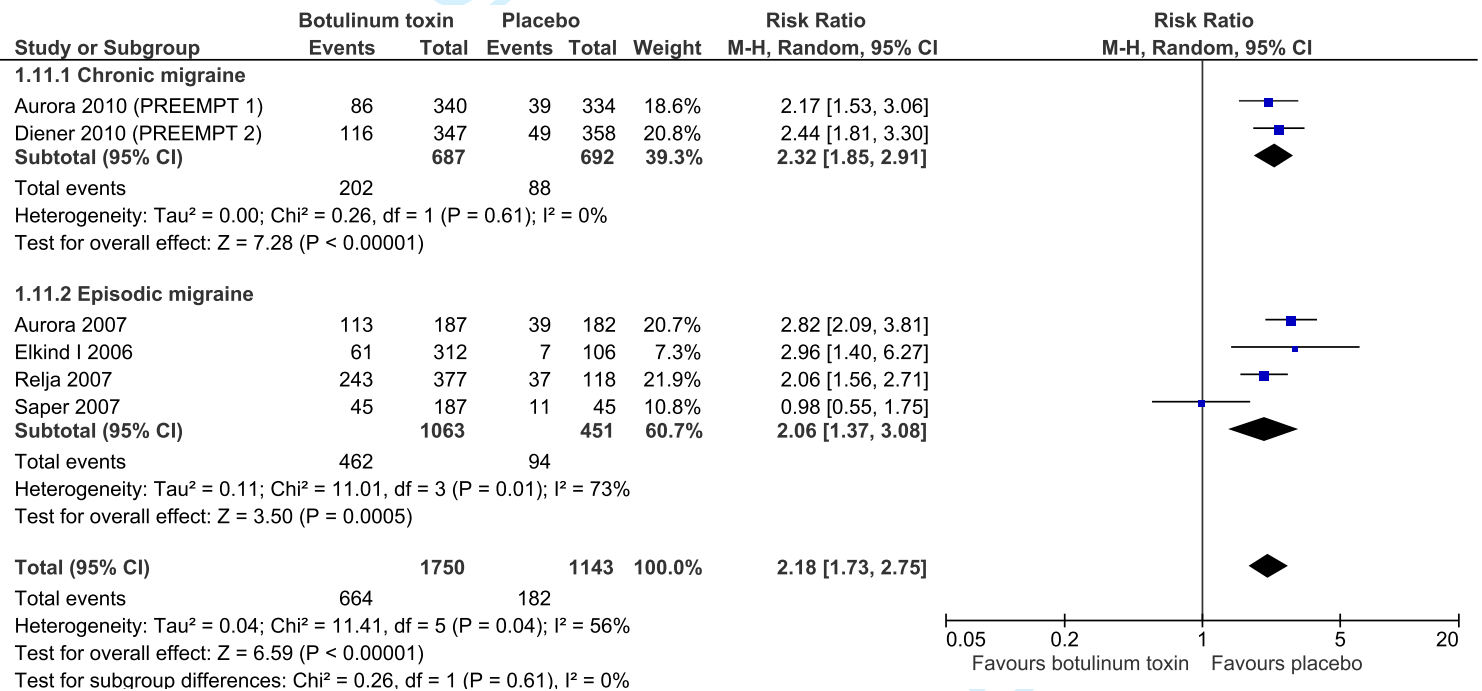 Botulinum toxin Placebo Risk Ratio Risk Ratio
Study or Subgroup Events Total Events Total Weight M-H, Random, 95% CI M-H, Random, 95% CI
1.11.1 Chronic migraine
Aurora 2010 (PREEMPT 1) 86 340 39 334 18.6% 2.17 [1.53, 3.06]
Diener 2010 (PREEMPT 2) 116 347 49 358 20.8% 2.44 [1.81, 3.30]
Subtotal (95% CI) 687 692 39.3% 2.32 [1.85, 2.91]
Total events 202 88
Heterogeneity: Tau² = 0.00; Chi² = 0.26, df = 1 (P = 0.61); I² = 0%
Test for overall effect: Z = 7.28 (P < 0.00001)
1.11.2 Episodic migraine
Aurora 2007 113 187 39 182 20.7% 2.82 [2.09, 3.81]
Elkind I 2006 61 312 7 106 7.3% 2.96 [1.40, 6.27]
Relja 2007 243 377 37 118 21.9% 2.06 [1.56, 2.71]
Saper 2007 45 187 11 45 10.8% 0.98 [0.55, 1.75]
Subtotal (95% CI) 1063 451 60.7% 2.06 [1.37, 3.08]
Total events 462 94
Heterogeneity: Tau² = 0.11; Chi² = 11.01, df = 3 (P = 0.01); I² = 73%
Test for overall effect: Z = 3.50 (P = 0.0005)
Total (95% CI) 1750 1143 100.0% 2.18 [1.73, 2.75]
Total events 664 182
Heterogeneity: Tau² = 0.04; Chi² = 11.41, df = 5 (P = 0.04); I² = 56%
Test for overall effect: Z = 6.59 (P < 0.00001)
Test for subgroup differences: Chi² = 0.26, df = 1 (P = 0.61), I² = 0%
0.05 0.2 1 5 20
Favours botulinum toxin Favours placebo